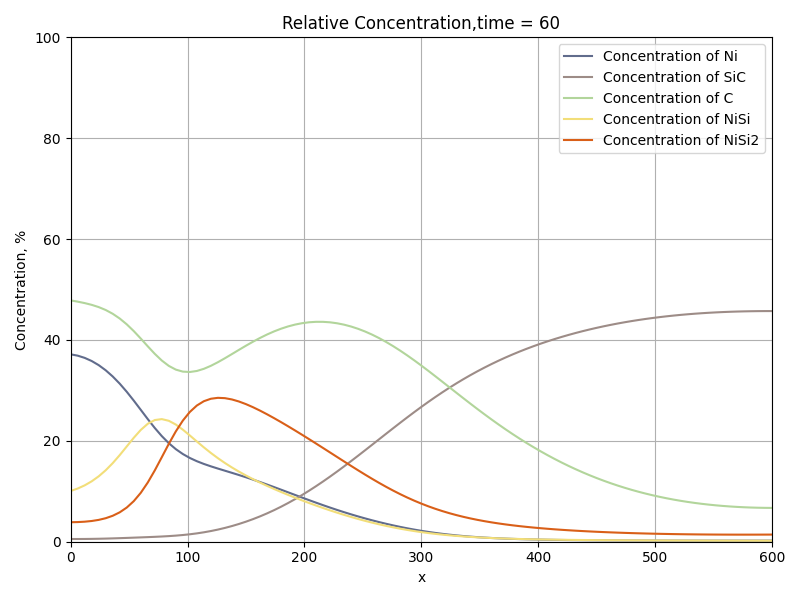 Relative Concentration,time = 60
Concentration, %
100
80
60
40
20
0
Concentration of Ni
Concentration of SiC
Concentration of C
Concentration of NiSi
Concentration of NiSi2
0 100 200 300 400 500 600
x